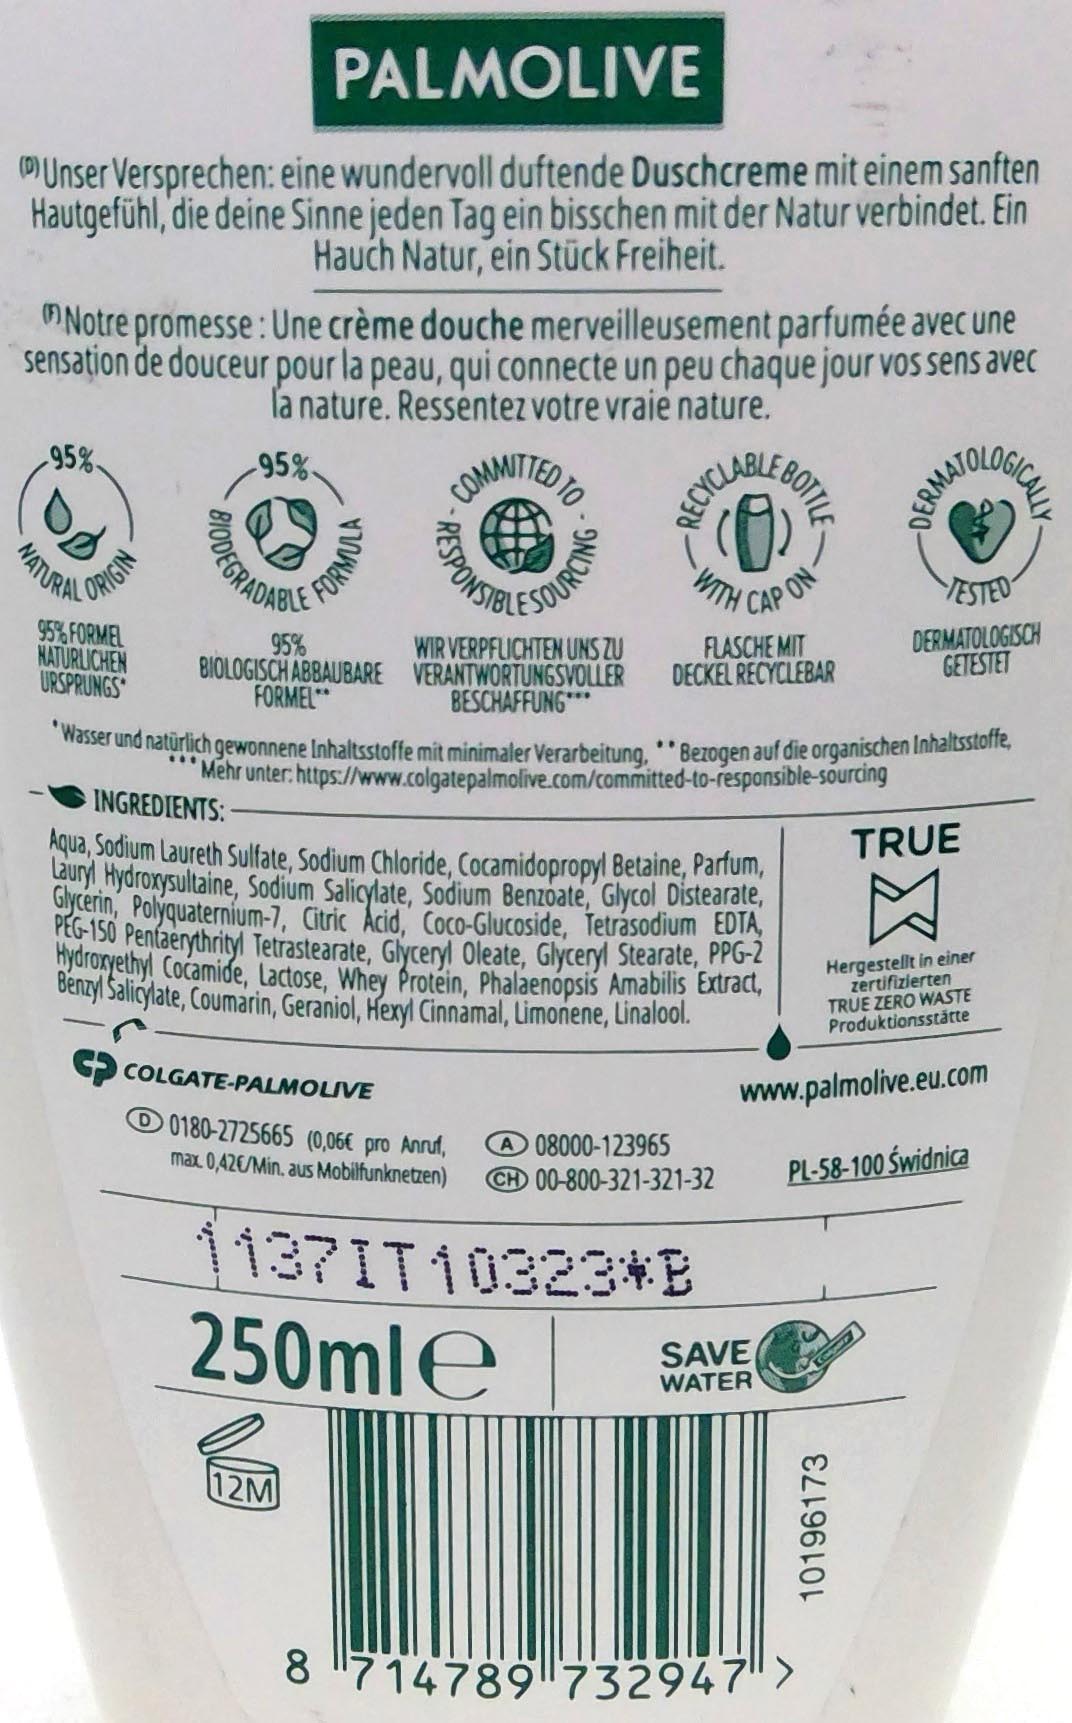 PALMOLIVE
(D) Unser Versprechen: eine wundervoll duftende Duschcreme mit einem sanften
Hautgefühl, die deine Sinne jeden Tag ein bisschen mit der Natur verbindet. Ein
Hauch Natur, ein Stück Freiheit.
(F) Notre promesse : Une crème douche merveilleusement parfumée avec une
sensation de douceur pour la peau, qui connecte un peu chaque jour vos sens avec
la nature. Ressentez votre vraie nature.
95% NATURAL ORIGIN
95% BIODEGRADABLE FORMULA
COMMITTED TO - RESPONSIBLE SOURCING -
RECYCLABLE BOTTLE - WITH CAP ON -
DERMATOLOGICALLY - TESTED -
95% FORMEL
NATÜRLICHEN
URSPRUNGS*
95%
BIOLOGISCH ABBAUBARE
FORMEL**
WIR VERPFLICHTEN UNS ZU
VERANTWORTUNGSVOLLER
BESCHAFFUNG***
FLASCHE MIT
DECKEL RECYCLEBAR
DERMATOLOGISCH
GETESTET
*Wasser und natürlich gewonnene Inhaltsstoffe mit minimaler Verarbeitung, **Bezogen auf die organischen Inhaltsstoffe,
***Mehr unter: https://www.colgatepalmolive.com/committed-to-responsible-sourcing
INGREDIENTS:
Aqua, Sodium Laureth Sulfate, Sodium Chloride, Cocamidopropyl Betaine, Parfum,
Lauryl Hydroxysultaine, Sodium Salicylate, Sodium Benzoate, Glycol Distearate,
Glycerin, Polyquaternium-7, Citric Acid, Coco-Glucoside, Tetrasodium EDTA,
PEG-150 Pentaerythrityl Tetrastearate, Glyceryl Oleate, Glyceryl Stearate, PPG-2
Hydroxyethyl Cocamide, Lactose, Whey Protein, Phalaenopsis Amabilis Extract,
Benzyl Salicylate, Coumarin, Geraniol, Hexyl Cinnamal, Limonene, Linalool.
TRUE
Hergestellt in einer
zertifizierten
TRUE ZERO WASTE
Produktionsstätte
CP COLGATE-PALMOLIVE
www.palmolive.eu.com
D 0180-2725665 (0,06€ pro Anruf,
max. 0,42€/Min. aus Mobilfunknetzen)
A 08000-123965
CH 00-800-321-321-32
PL-58-100 Świdnica
1137IT10323*B
250ml e
SAVE
WATER
12M
10196173
8 714789 732947 >